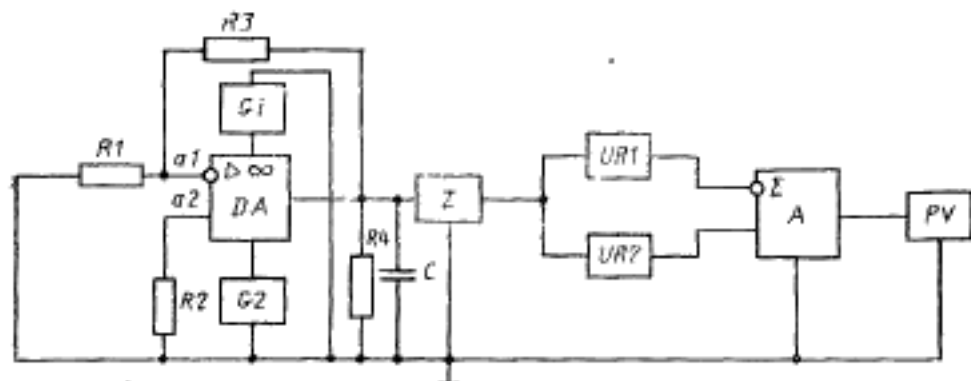 R3
G1
R1
a1
▷ ∞
DA
a2
R2
G2
R4
C
Z
UR1
UR2
Σ
A
PV